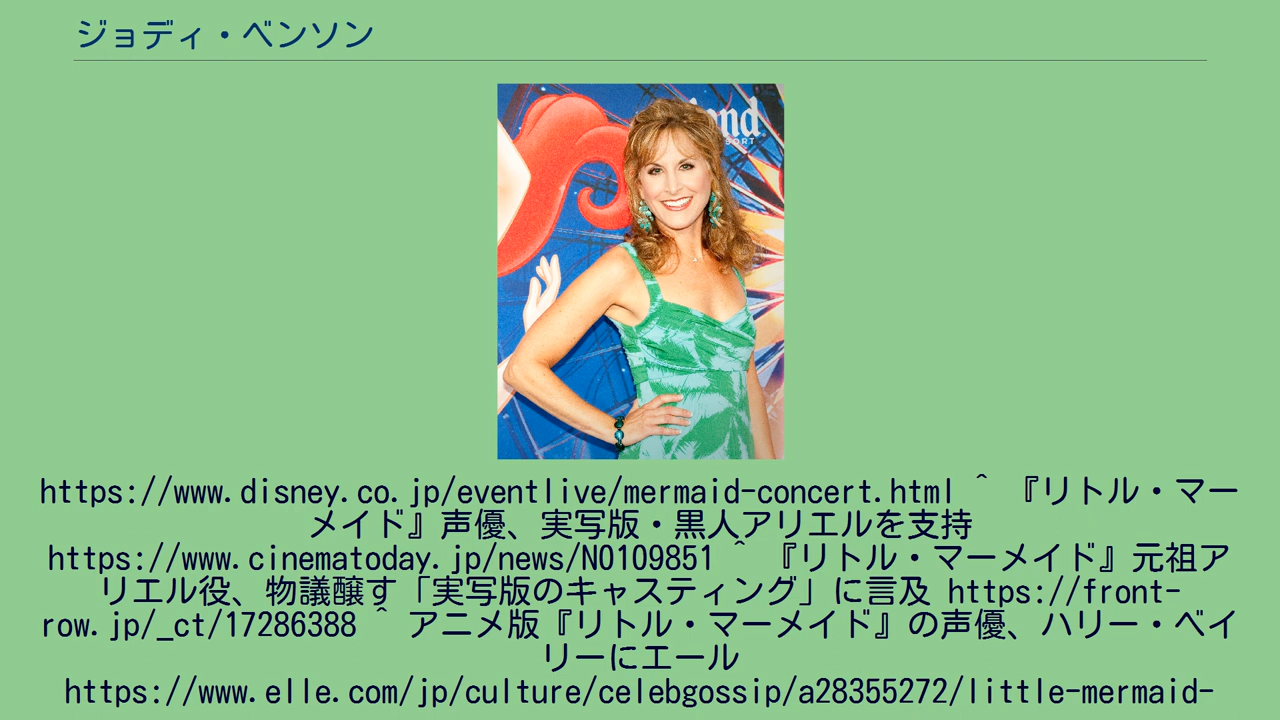 ジョディ・ベンソン
land
SORT
https://www.disney.co.jp/eventlive/mermaid-concert.html ^ 『リトル・マー
メイド』声優、実写版・黒人アリエルを支持
https://www.cinematoday.jp/news/N0109851 ^ 『リトル・マーメイド』元祖ア
リエル役、物議醸す「実写版のキャスティング」に言及 https://front-
row.jp/_ct/17286388 ^ アニメ版『リトル・マーメイド』の声優、ハリー・ベイ
リーにエール
https://www.elle.com/jp/culture/celebgossip/a28355272/little-mermaid-